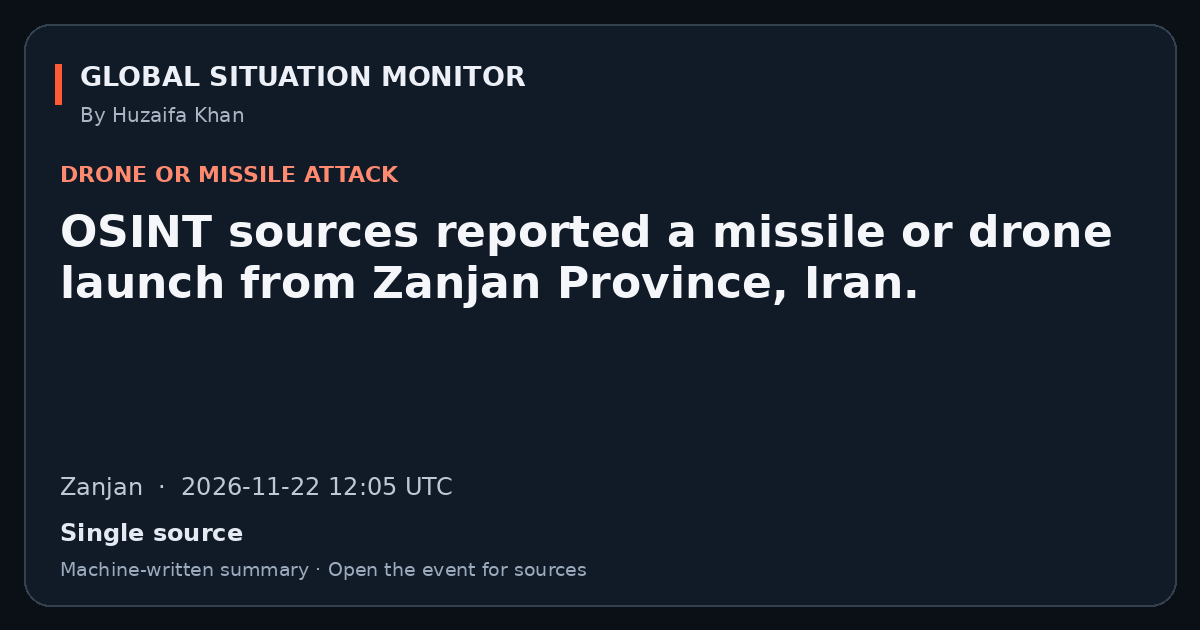 GLOBAL SITUATION MONITOR
By Huzaifa Khan
DRONE OR MISSILE ATTACK
OSINT sources reported a missile or drone
launch from Zanjan Province, Iran.
Zanjan · 2026-11-22 12:05 UTC
Single source
Machine-written summary · Open the event for sources